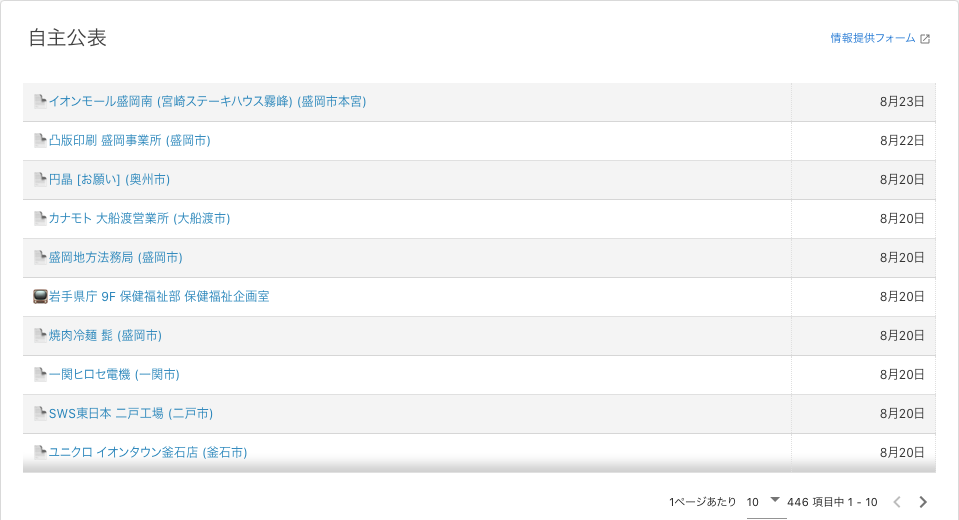 自主公表
情報提供フォーム
イオンモール盛岡南 (宮崎ステーキハウス霧峰) (盛岡市本宮) 8月23日
凸版印刷 盛岡事業所 (盛岡市) 8月22日
円晶 [お願い] (奥州市) 8月20日
カナモト 大船渡営業所 (大船渡市) 8月20日
盛岡地方法務局 (盛岡市) 8月20日
岩手県庁 9F 保健福祉部 保健福祉企画室 8月20日
焼肉冷麺 髭 (盛岡市) 8月20日
一関ヒロセ電機 (一関市) 8月20日
SWS東日本 二戸工場 (二戸市) 8月20日
ユニクロ イオンタウン釜石店 (釜石市) 8月20日
1ページあたり 10 446 項目中 1 - 10